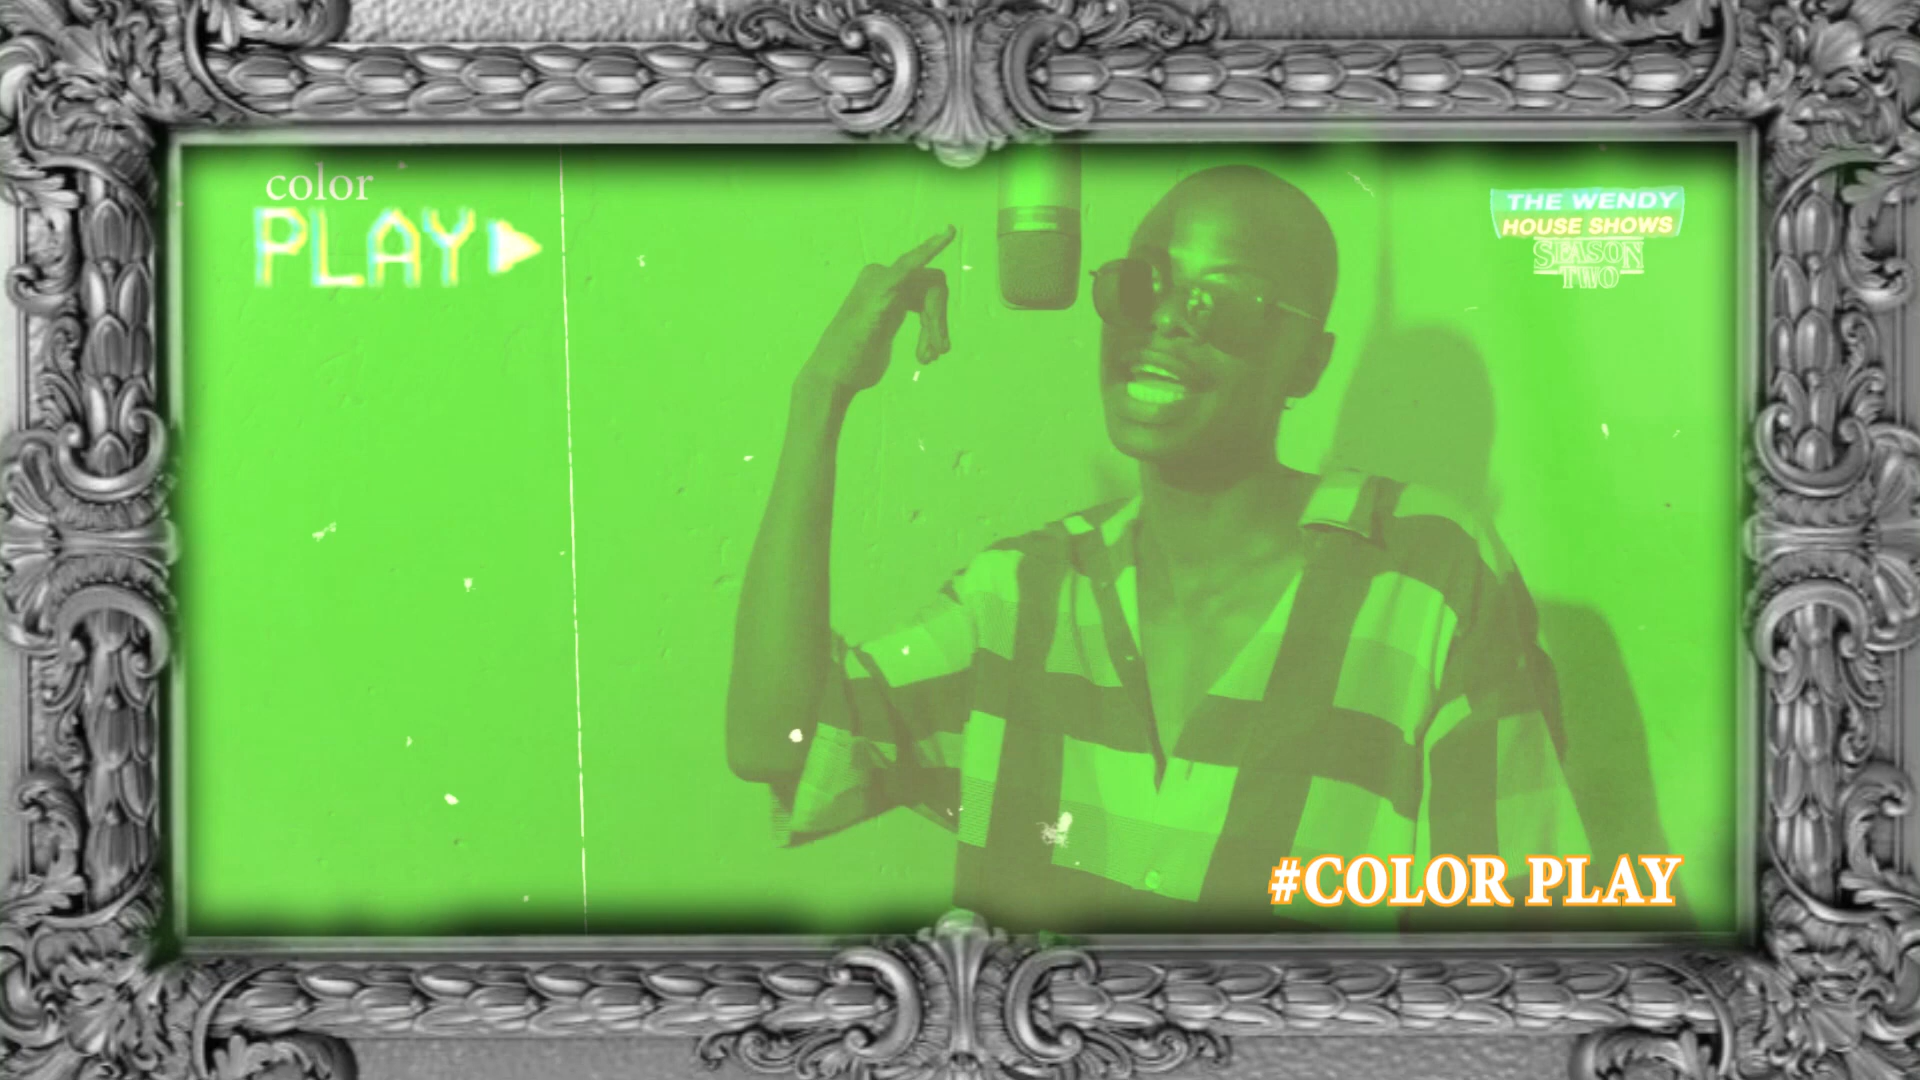 color
PLAY
THE WENDY
HOUSE SHOWS
SEASON
TWO
#COLOR PLAY